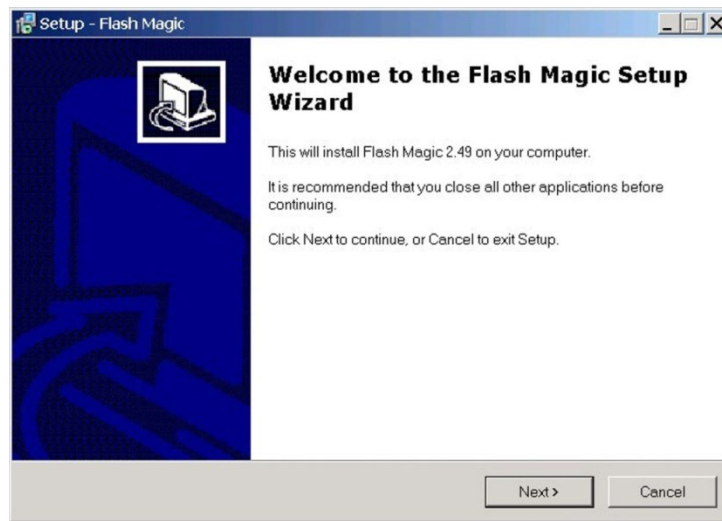 Setup - Flash Magic
Welcome to the Flash Magic Setup
Wizard
This will install Flash Magic 2.49 on your computer.
It is recommended that you close all other applications before
continuing.
Click Next to continue, or Cancel to exit Setup.
Next >
Cancel